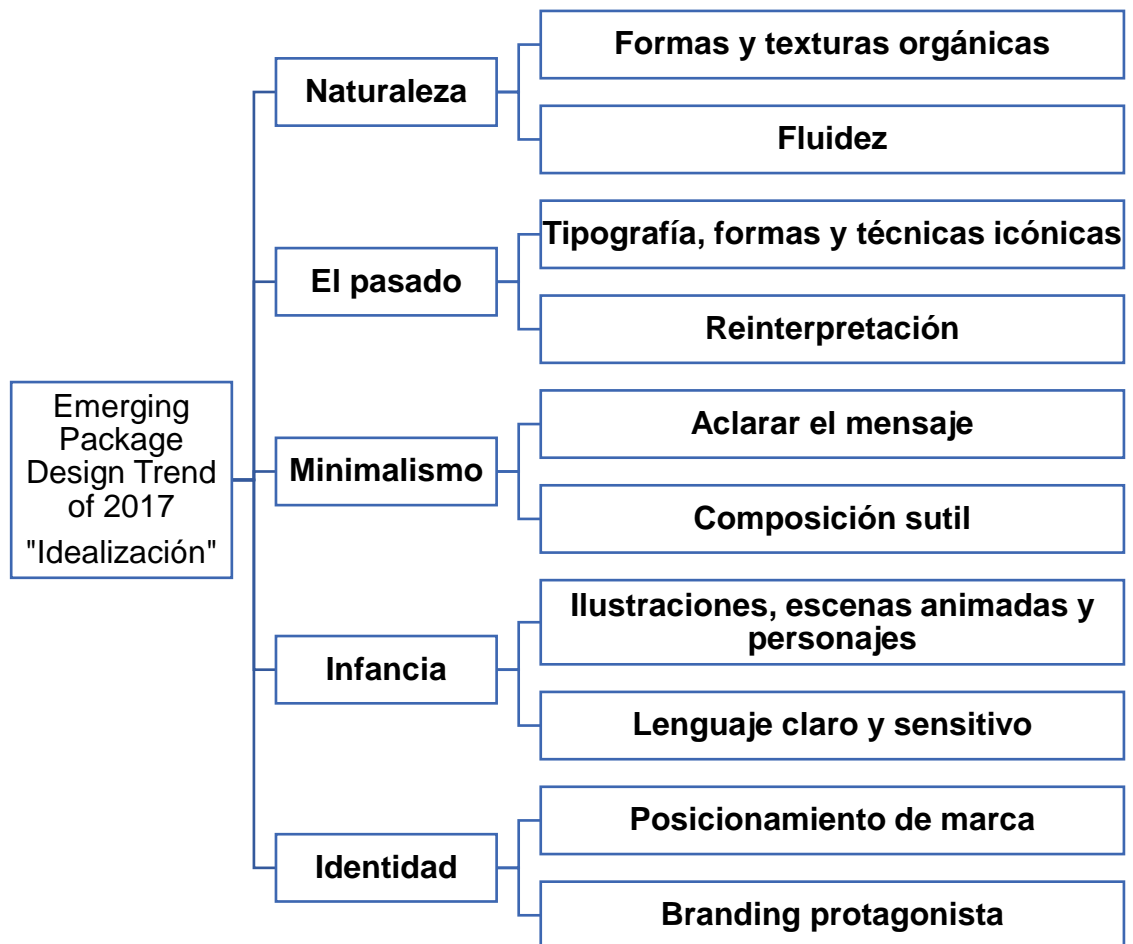 Emerging
Package
Design Trend
of 2017
"Idealización"
Naturaleza
Formas y texturas orgánicas
Fluidez
El pasado
Tipografía, formas y técnicas icónicas
Reinterpretación
Minimalismo
Aclarar el mensaje
Composición sutil
Infancia
Ilustraciones, escenas animadas y
personajes
Lenguaje claro y sensitivo
Identidad
Posicionamiento de marca
Branding protagonista